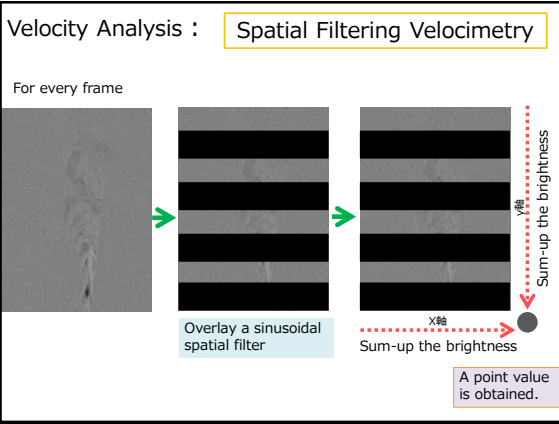 Velocity Analysis : Spatial Filtering Velocimetry
For every frame
Overlay a sinusoidal
spatial filter
X軸
Sum-up the brightness
y軸
Sum-up the brightness
A point value
is obtained.